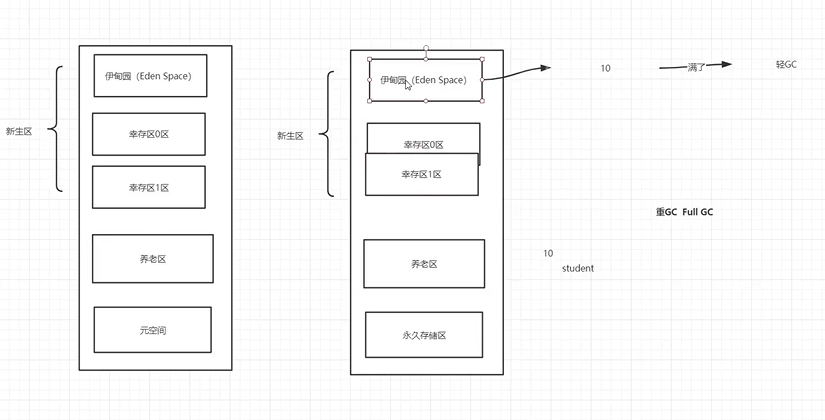 伊甸园（Eden Space）
新生区
幸存区0区
幸存区1区
养老区
元空间
伊甸园（Eden Space）
10
满了
轻GC
新生区
幸存区0区
幸存区1区
重GC Full GC
养老区
10
student
永久存储区